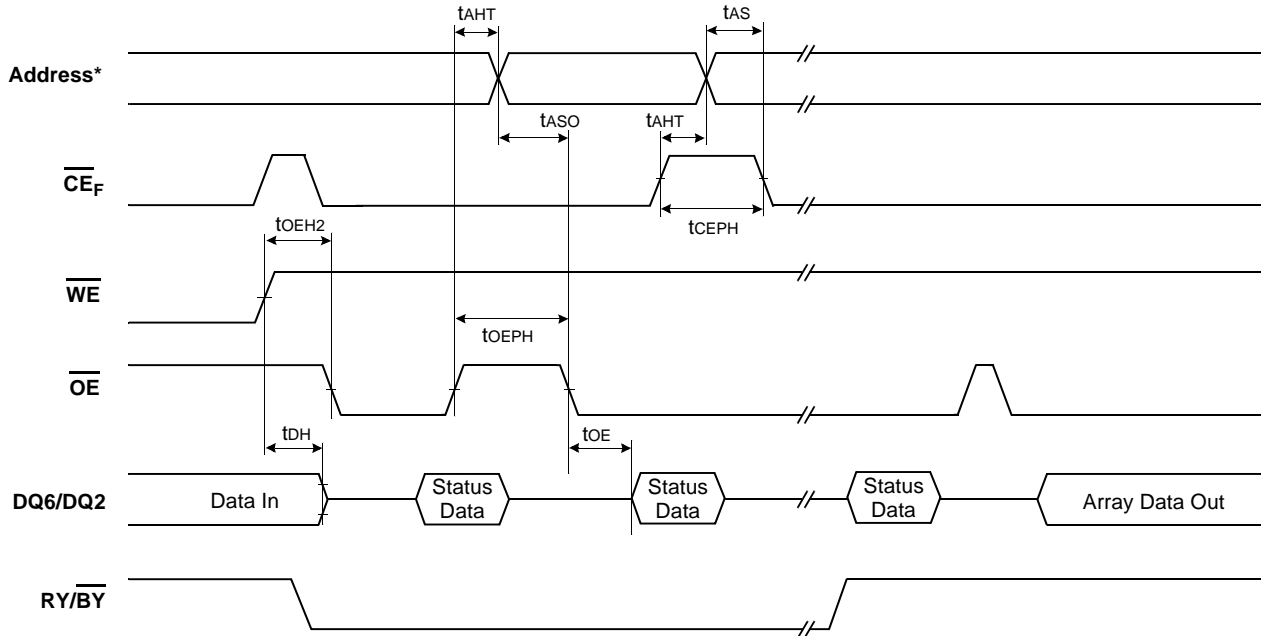 tAHT
tAS
Address*
tASO
tAHT
CEF
tOEH2
tCEPH
WE
tOEPH
OE
tDH
tOE
DQ6/DQ2
Data In
Status
Data
Status
Data
Status
Data
Array Data Out
RY/BY